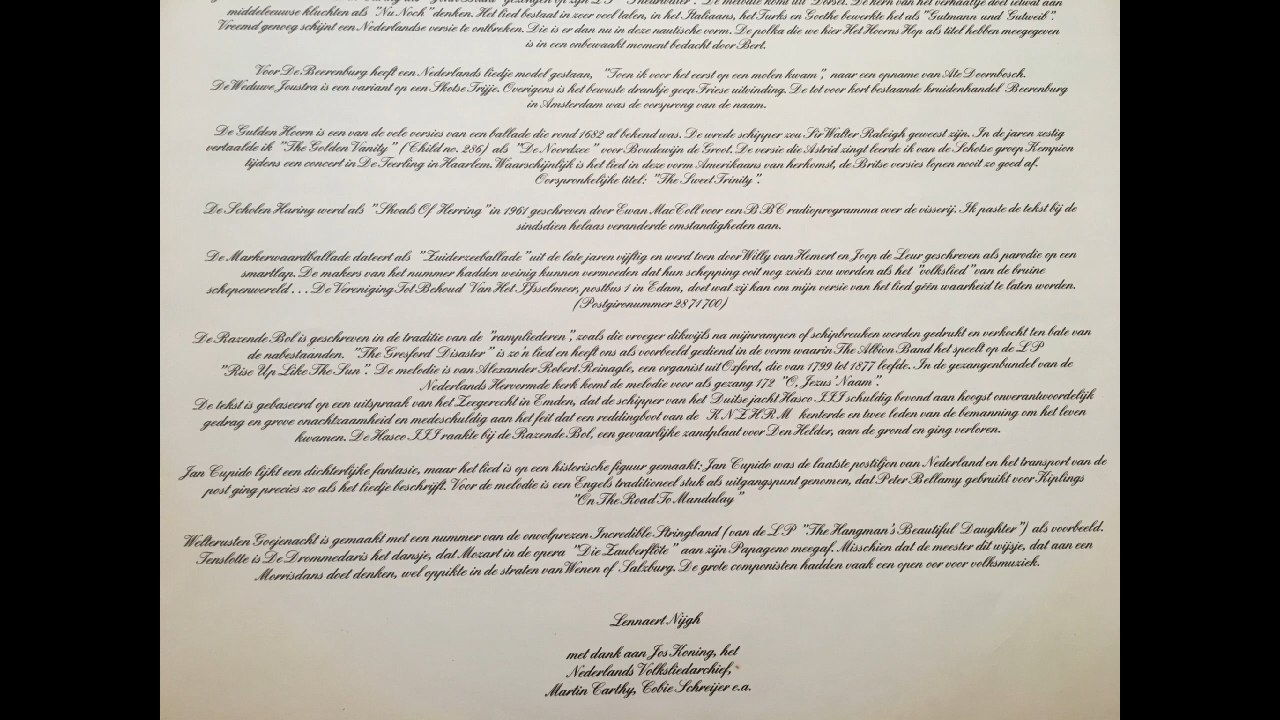 middeleeuwse kluchten als "Nu Noch" denken. Het lied bestaat in zeer veel talen, in het Italiaans, het Turks en Goethe bewerkte het als "Gutmann und Gutweib".
Vreemd genoeg schijnt een Nederlandse versie te ontbreken. Die is er dan nu in deze nautische vorm. De polka die we hier Het Hoorns Hop als titel hebben meegegeven
is in een onbewaakt moment bedacht door Bert.
Voor De Beerenburg heeft een Nederlands liedje model gestaan, "Toen ik voor het eerst op een molen kwam", naar een opname van Ate Doornbosch.
De Weduwe Joustra is een variant op een Skotse Trijje. Overigens is het bewuste drankje geen Friese uitvinding. De tot voor kort bestaande kruidenhandel Beerenburg
in Amsterdam was de oorsprong van de naam.
De Gulden Hoorn is een van de vele versies van een ballade die rond 1682 al bekend was. De wrede schipper zou Sir Walter Raleigh geweest zijn. In de jaren zestig
vertaalde ik "The Golden Vanity" (Child no. 286) als "De Noordzee" voor Boudewijn de Groot. De versie die Astrid zingt leerde ik van de Schotse groep Kempion
tijdens een concert in De Teerling in Haarlem. Waarschijnlijk is het lied in deze vorm Amerikaans van herkomst, de Britse versies lopen nooit zo goed af.
Oorspronkelijke titel: "The Sweet Trinity".
De Scholen Haring werd als "Shoals Of Herring" in 1961 geschreven door Ewan MacColl voor een BBC radioprogramma over de visserij. Ik paste de tekst bij de
sindsdien helaas veranderde omstandigheden aan.
De Markerwaardballade dateert als "Zuiderzeeballade" uit de late jaren vijftig en werd toen door Willy van Hemert en Joop de Leur geschreven als parodie op een
smartlap. De makers van het nummer hadden weinig kunnen vermoeden dat hun schepping ooit nog zoiets zou worden als het "volkslied" van de bruine
schepenwereld . . . De Vereniging Tot Behoud Van Het IJsselmeer, postbus 1 in Edam, doet wat zij kan om mijn versie van het lied géén waarheid te laten worden.
(Postgironummer 2871700)
De Razende Bol is geschreven in de traditie van de "rampliederen", zoals die vroeger dikwijls na mijnrampen of schipbreuken werden gedrukt en verkocht ten bate van
de nabestaanden. "The Gresford Disaster" is zo'n lied en heeft ons als voorbeeld gediend in de vorm waarin The Albion Band het speelt op de LP
"Rise Up Like The Sun". De melodie is van Alexander Robert Reinagle, een organist uit Oxford, die van 1799 tot 1877 leefde. In de gezangenbundel van de
Nederlands Hervormde kerk komt de melodie voor als gezang 172 "O, Jezus' Naam".
De tekst is gebaseerd op een uitspraak van het Zeegerecht in Emden, dat de schipper van het Duitse jacht Hasco III schuldig bevond aan hoogst onverantwoordelijk
gedrag en grove onachtzaamheid en medeschuldig aan het feit dat een reddingboot van de K.N.Z.H.R.M. kenterde en twee leden van de bemanning om het leven
kwamen. De Hasco III raakte bij de Razende Bol, een gevaarlijke zandplaat voor Den Helder, aan de grond en ging verloren.
Jan Cupido lijkt een dichterlijke fantasie, maar het lied is op een historische figuur gemaakt: Jan Cupido was de laatste postiljon van Nederland en het transport van de
post ging precies zo als het liedje beschrijft. Voor de melodie is een Engels traditioneel stuk als uitgangspunt genomen, dat Peter Bellamy gebruikt voor Kiplings
"On The Road To Mandalay"
Welterusten Goejenacht is gemaakt met een nummer van de onvolprezen Incredible Stringband (van de LP "The Hangman's Beautiful Daughter") als voorbeeld.
Tenslotte is De Drommedaris het dansje, dat Mozart in de opera "Die Zauberflöte" aan zijn Papageno meegaf. Misschien dat de meester dit wijsje, dat aan een
Morrisdans doet denken, wel oppikte in de straten van Wenen of Salzburg. De grote componisten hadden vaak een open oor voor volksmuziek.
Lennaert Nijgh
met dank aan Jos Koning, het
Nederlands Volksliedarchief,
Martin Carthy, Cobie Schreijer e.a.